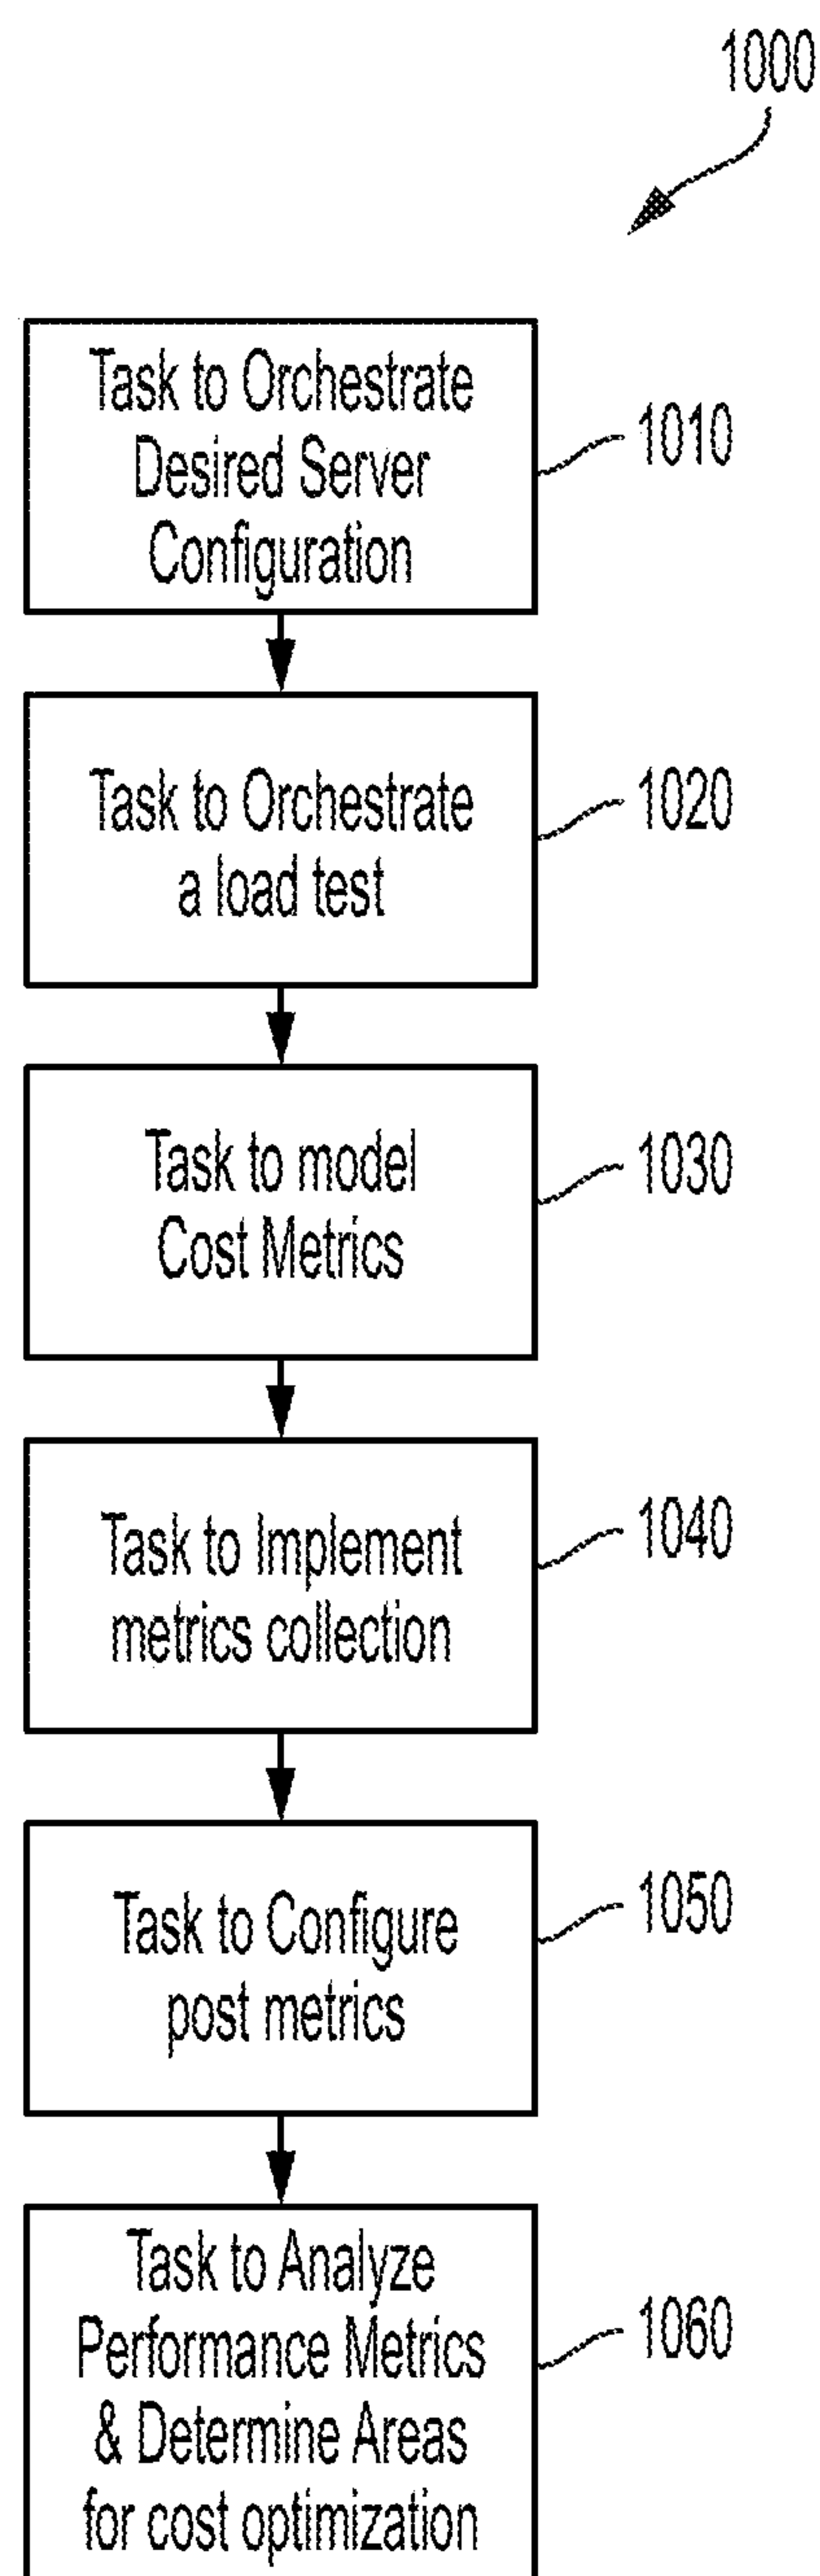 1000
Task to Orchestrate
Desired Server
Configuration
1010
Task to Orchestrate
a load test
1020
Task to model
Cost Metrics
1030
Task to Implement
metrics collection
1040
Task to Configure
post metrics
1050
Task to Analyze
Performance Metrics
& Determine Areas
for cost optimization
1060